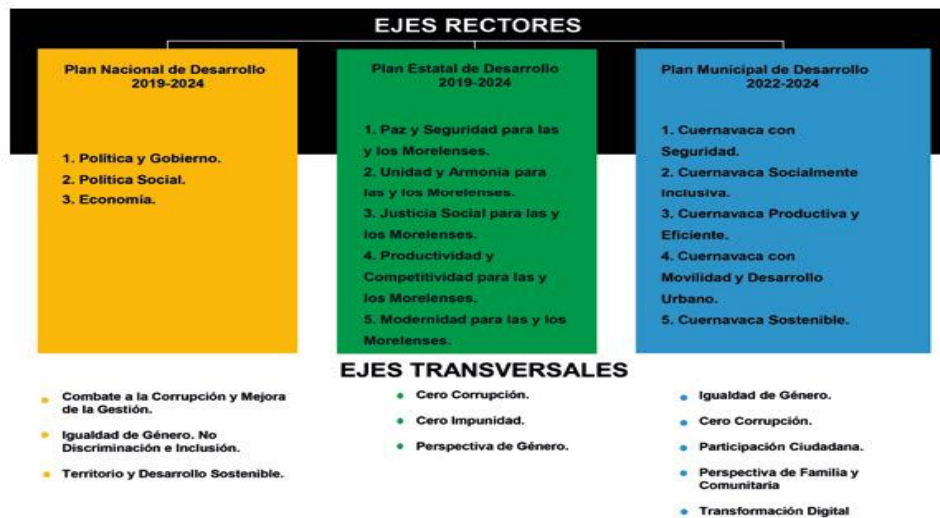 EJES RECTORES
Plan Nacional de Desarrollo
2019-2024
1. Política y Gobierno.
2. Política Social.
3. Economía.
Plan Estatal de Desarrollo
2019-2024
1. Paz y Seguridad para las
y los Morelenses.
2. Unidad y Armonía para
las y los Morelenses.
3. Justicia Social para las y
los Morelenses.
4. Productividad y
Competitividad para las y
los Morelenses.
5. Modernidad para las y los
Morelenses.
Plan Municipal de Desarrollo
2022-2024
1. Cuernavaca con
Seguridad.
2. Cuernavaca Socialmente
Inclusiva.
3. Cuernavaca Productiva y
Eficiente.
4. Cuernavaca con
Movilidad y Desarrollo
Urbano.
5. Cuernavaca Sostenible.
EJES TRANSVERSALES
Combate a la Corrupción y Mejora
de la Gestión.
Igualdad de Género. No
Discriminación e Inclusión.
Territorio y Desarrollo Sostenible.
Cero Corrupción.
Cero Impunidad.
Perspectiva de Género.
Igualdad de Género.
Cero Corrupción.
Participación Ciudadana.
Perspectiva de Familia y
Comunitaria
Transformación Digital